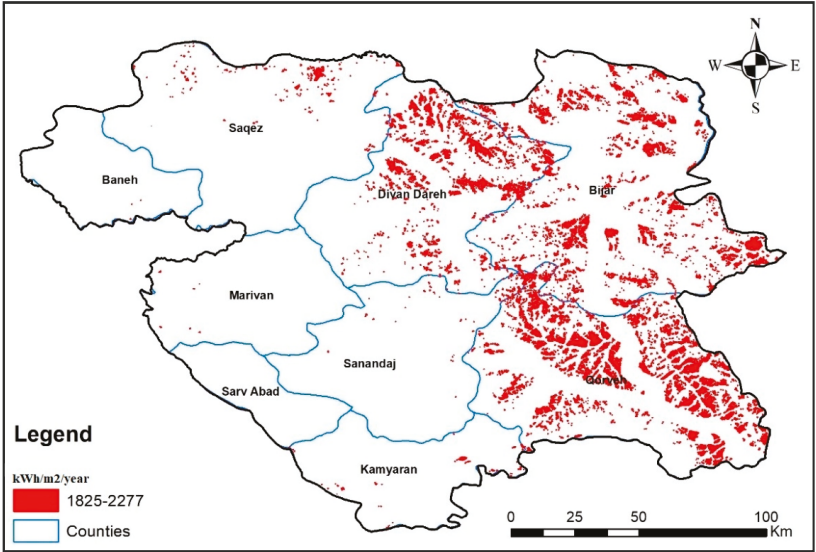 N
W E
S
Saqez
Baneh
Divan Dareh
Bijar
Marivan
Sanandaj
Sarv Abad
Qorveh
Kamyaran
Legend
kWh/m2/year
1825-2277
Counties
0 25 50 100
Km